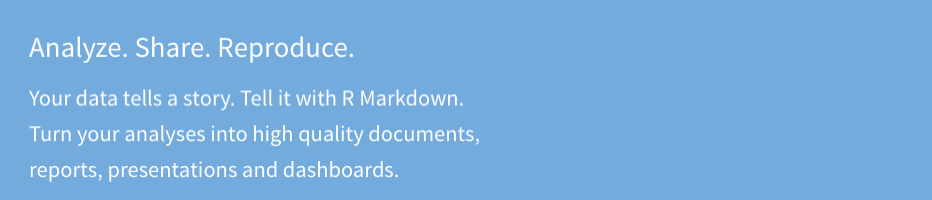 Analyze. Share. Reproduce.
Your data tells a story. Tell it with R Markdown.
Turn your analyses into high quality documents,
reports, presentations and dashboards.